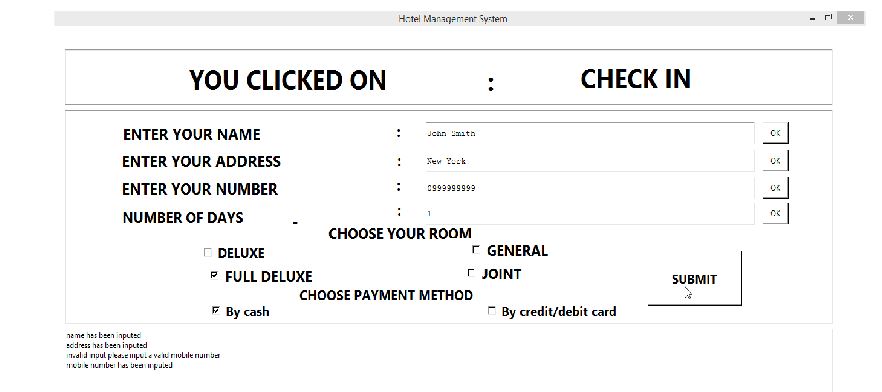 Hotel Management System
YOU CLICKED ON : CHECK IN
ENTER YOUR NAME : John Smith OK
ENTER YOUR ADDRESS : New York OK
ENTER YOUR NUMBER : 0999999999 OK
NUMBER OF DAYS : 1 OK
CHOOSE YOUR ROOM
DELUXE GENERAL
FULL DELUXE JOINT
SUBMIT
CHOOSE PAYMENT METHOD
By cash By credit/debit card
name has been inputed
address has been inputed
invalid input please input a valid mobile number
mobile number has been inputed